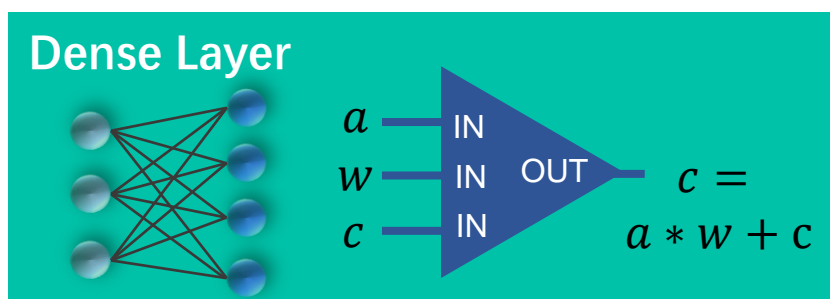 Dense Layer
a IN
w IN OUT c =
c IN a * w + c